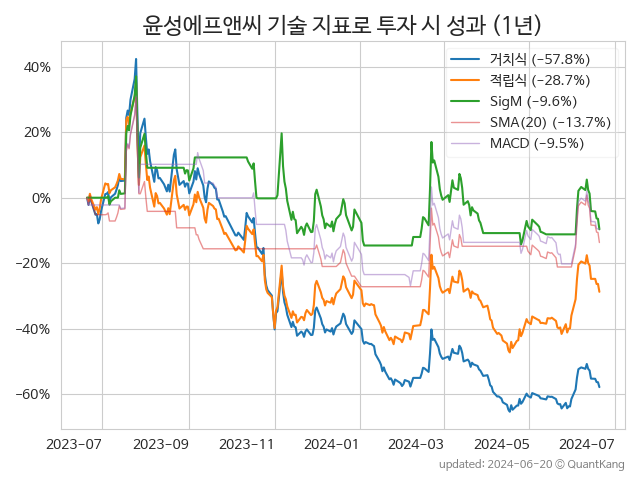 윤성에프앤씨 기술 지표로 투자 시 성과 (1년)
거치식 (−57.8%)
적립식 (−28.7%)
SigM (−9.6%)
SMA(20) (−13.7%)
MACD (−9.5%)
40%
20%
0%
−20%
−40%
−60%
2023−07 2023−09 2023−11 2024−01 2024−03 2024−05 2024−07
updated: 2024−06−20 © QuantKang